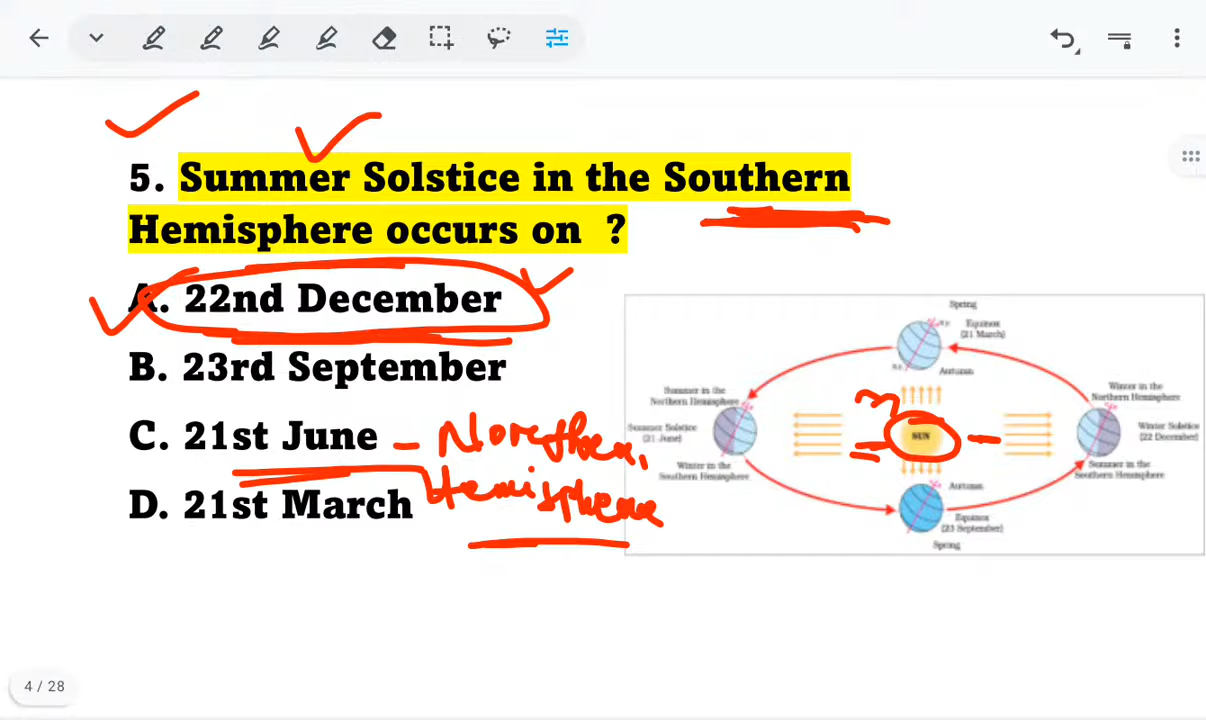 5. Summer Solstice in the Southern
Hemisphere occurs on ?
A. 22nd December
B. 23rd September
C. 21st June – Northern
Hemisphere
D. 21st March
Spring
Equinox
(21 March)
N.P.
Autumn
Summer in the
Northern Hemisphere
Summer Solstice
(21 June)
Winter in the
Southern Hemisphere
SUN
Winter in the
Northern Hemisphere
Winter Solstice
(22 December)
Summer in the
Southern Hemisphere
Autumn
Equinox
(23 September)
Spring
4 / 28